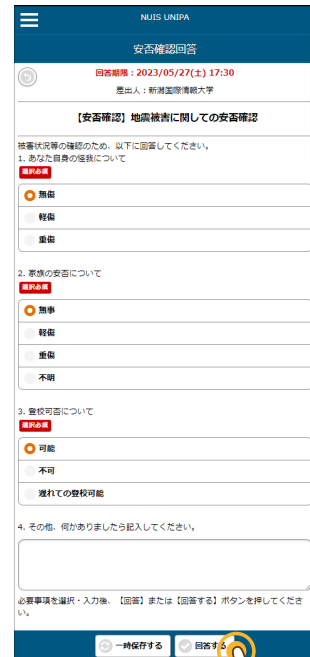 NUIS UNIPA
安否確認回答
回答期限：2023/05/27(土) 17:30
差出人：新潟国際情報大学
【安否確認】地震被害に関しての安否確認
被害状況等の確認のため、以下に回答してください。
1. あなた自身の怪我について
選択必須
無傷
軽傷
重傷
2. 家族の安否について
選択必須
無事
軽傷
重傷
不明
3. 登校可否について
選択必須
可能
不可
遅れての登校可能
4. その他、何かありましたら記入してください。
必要事項を選択・入力後、【回答】または【回答する】ボタンを押してくださ
い。
一時保存する
回答する